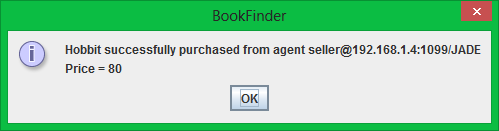 BookFinder
Hobbit successfully purchased from agent seller@192.168.1.4:1099/JADE
Price = 80
OK